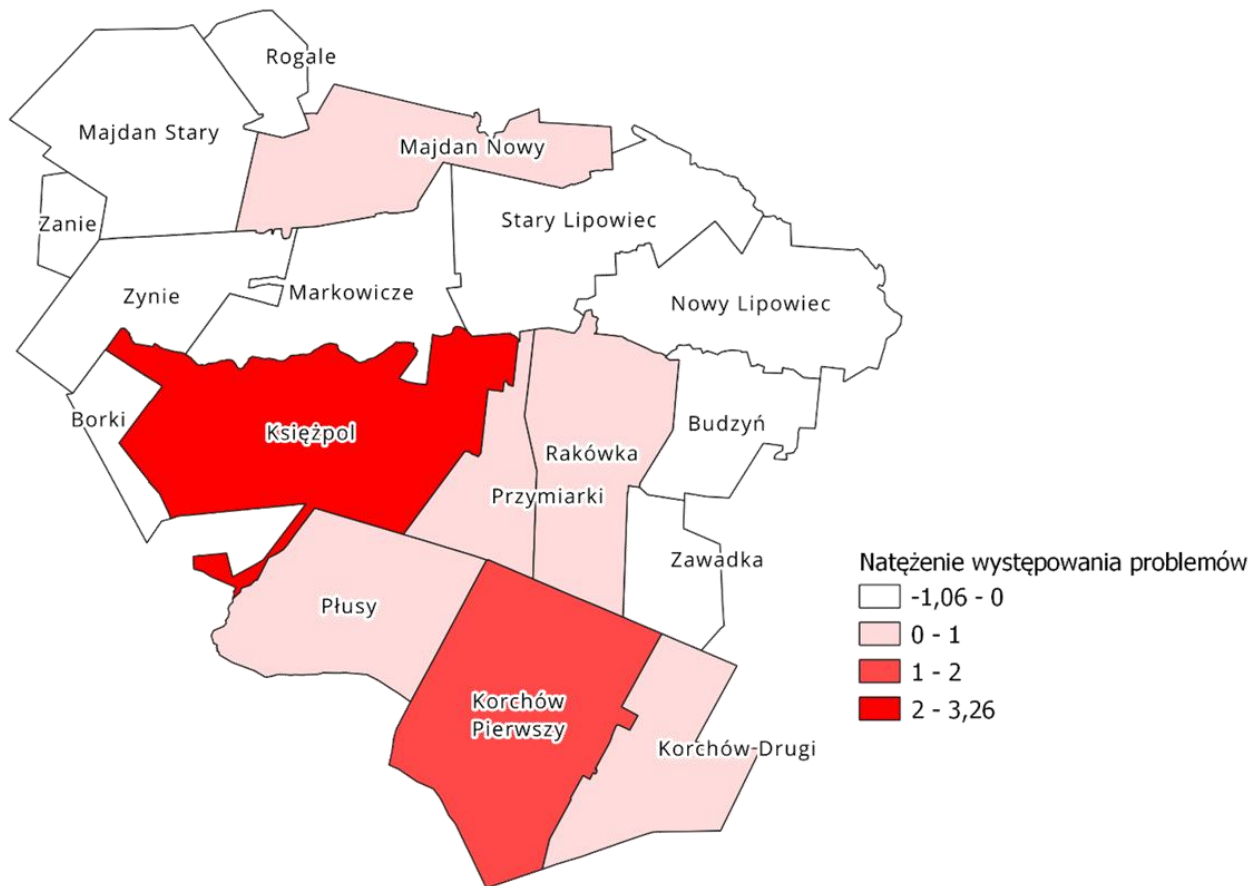 Rogale
Majdan Stary
Majdan Nowy
Zanie
Stary Lipowiec
Zynie
Markowicze
Nowy Lipowiec
Borki
Księżpol
Budzyń
Rakówka
Przymiarki
Zawadka
Płusy
Korchów
Pierwszy
Korchów Drugi
Natężenie występowania problemów
-1,06 - 0
0 - 1
1 - 2
2 - 3,26